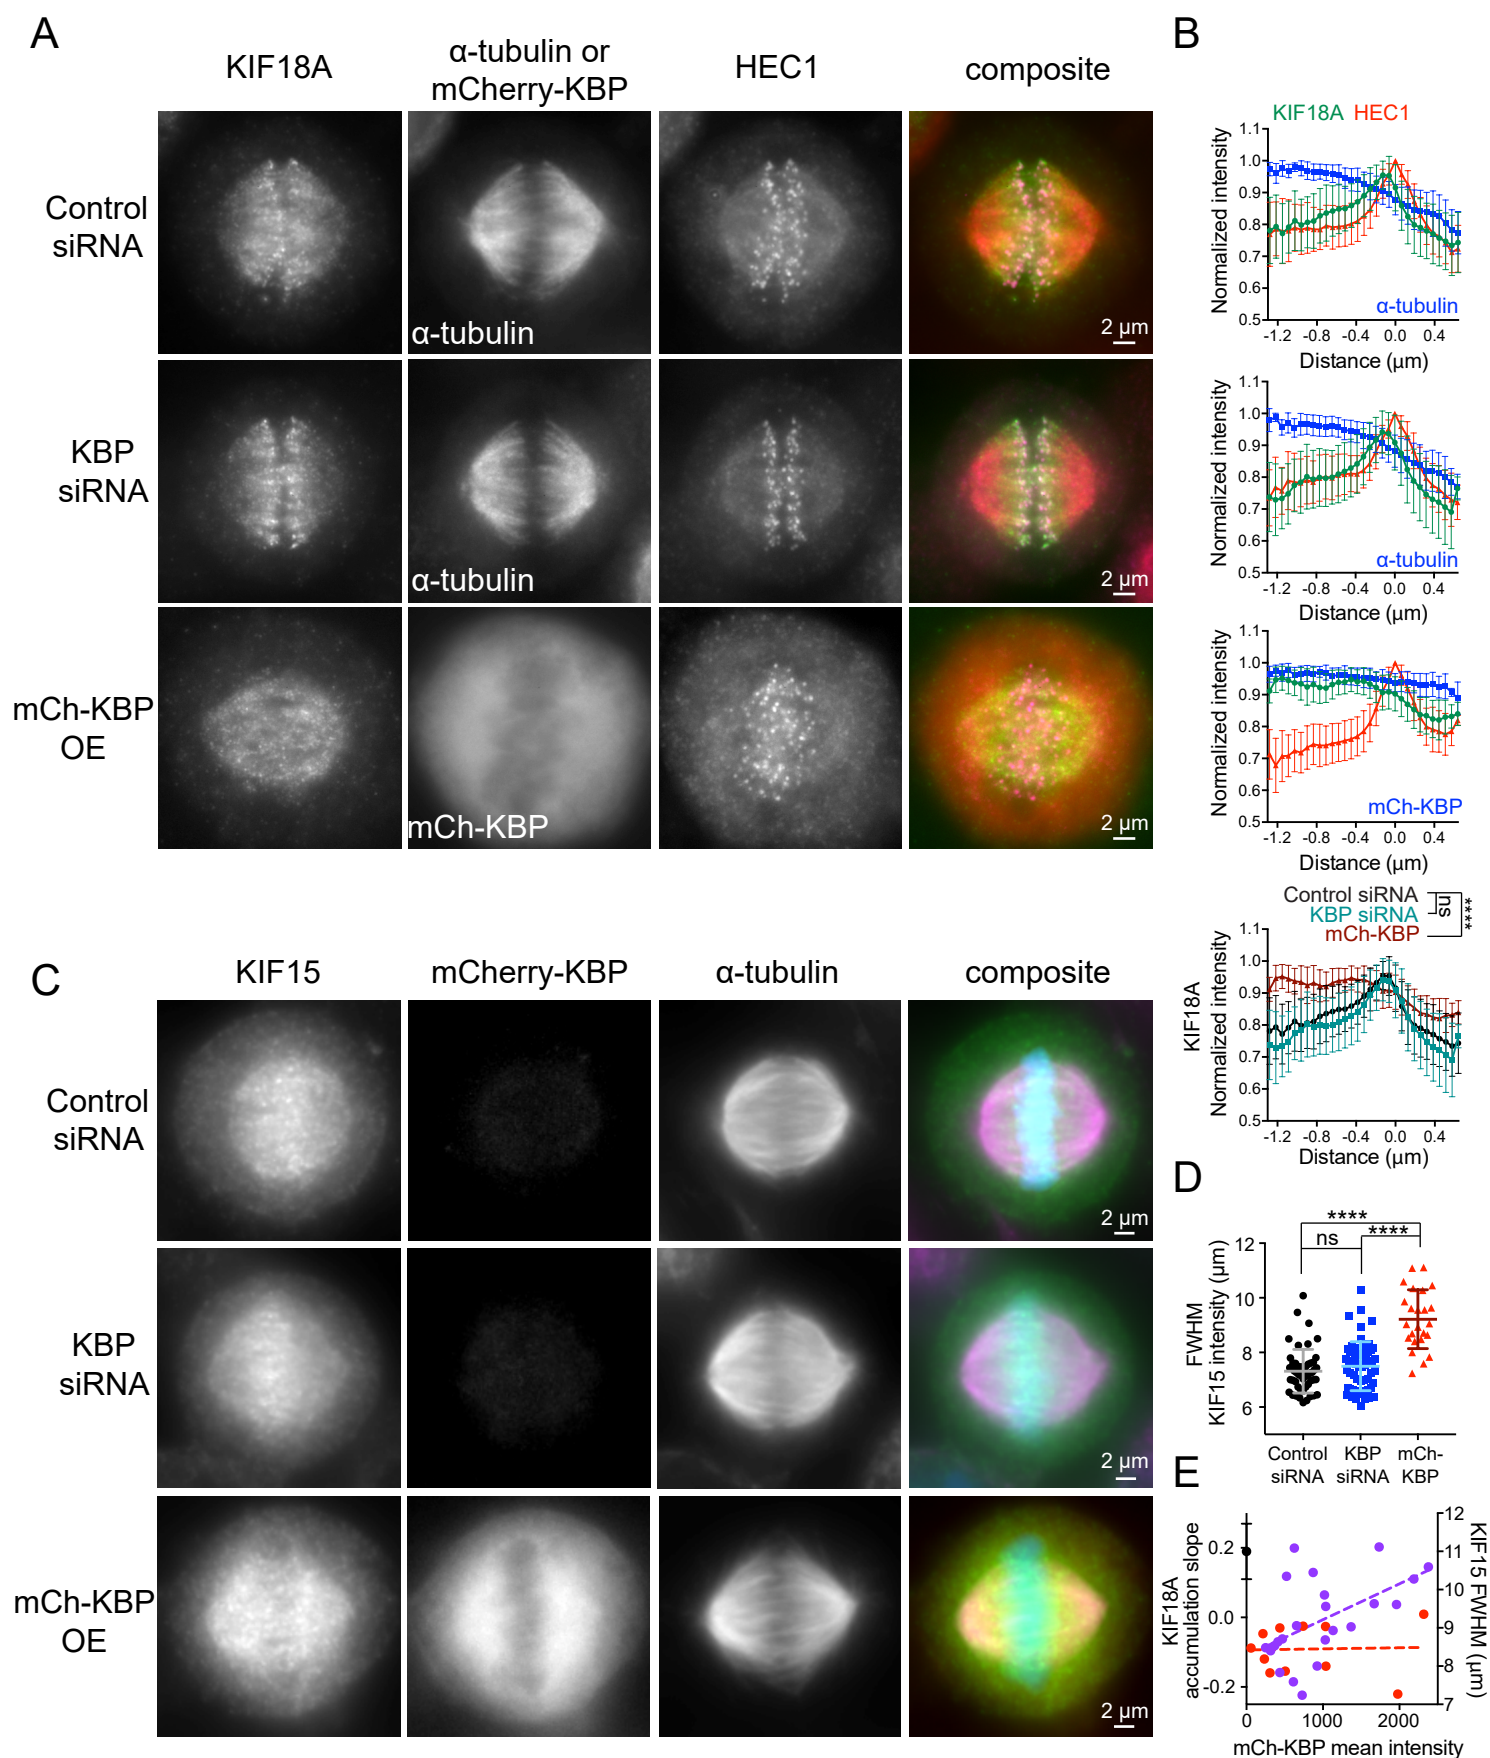 A
KIF18A
α-tubulin or
mCherry-KBP
HEC1
composite
Control
siRNA
α-tubulin
2 µm
KBP
siRNA
α-tubulin
2 µm
mCh-KBP
OE
mCh-KBP
2 µm
B
KIF18A HEC1
Normalized intensity
1.1
1.0
0.9
0.8
0.7
0.6
0.5
α-tubulin
-1.2 -0.8 -0.4 0.0 0.4
Distance (µm)
Normalized intensity
1.1
1.0
0.9
0.8
0.7
0.6
0.5
α-tubulin
-1.2 -0.8 -0.4 0.0 0.4
Distance (µm)
Normalized intensity
1.1
1.0
0.9
0.8
0.7
0.6
0.5
mCh-KBP
-1.2 -0.8 -0.4 0.0 0.4
Distance (µm)
Control siRNA
KBP siRNA
mCh-KBP
ns
****
KIF18A
Normalized intensity
1.1
1.0
0.9
0.8
0.7
0.6
0.5
-1.2 -0.8 -0.4 0.0 0.4
Distance (µm)
C
KIF15
mCherry-KBP
α-tubulin
composite
Control
siRNA
2 µm
KBP
siRNA
2 µm
mCh-KBP
OE
2 µm
D
FWHM
KIF15 intensity (µm)
****
ns
****
12
10
8
6
Control
siRNA
KBP
siRNA
mCh-
KBP
E
KIF18A
accumulation slope
0.2
0.0
-0.2
12
11
10
9
8
7
KIF15 FWHM (µm)
0 1000 2000
mCh-KBP mean intensity